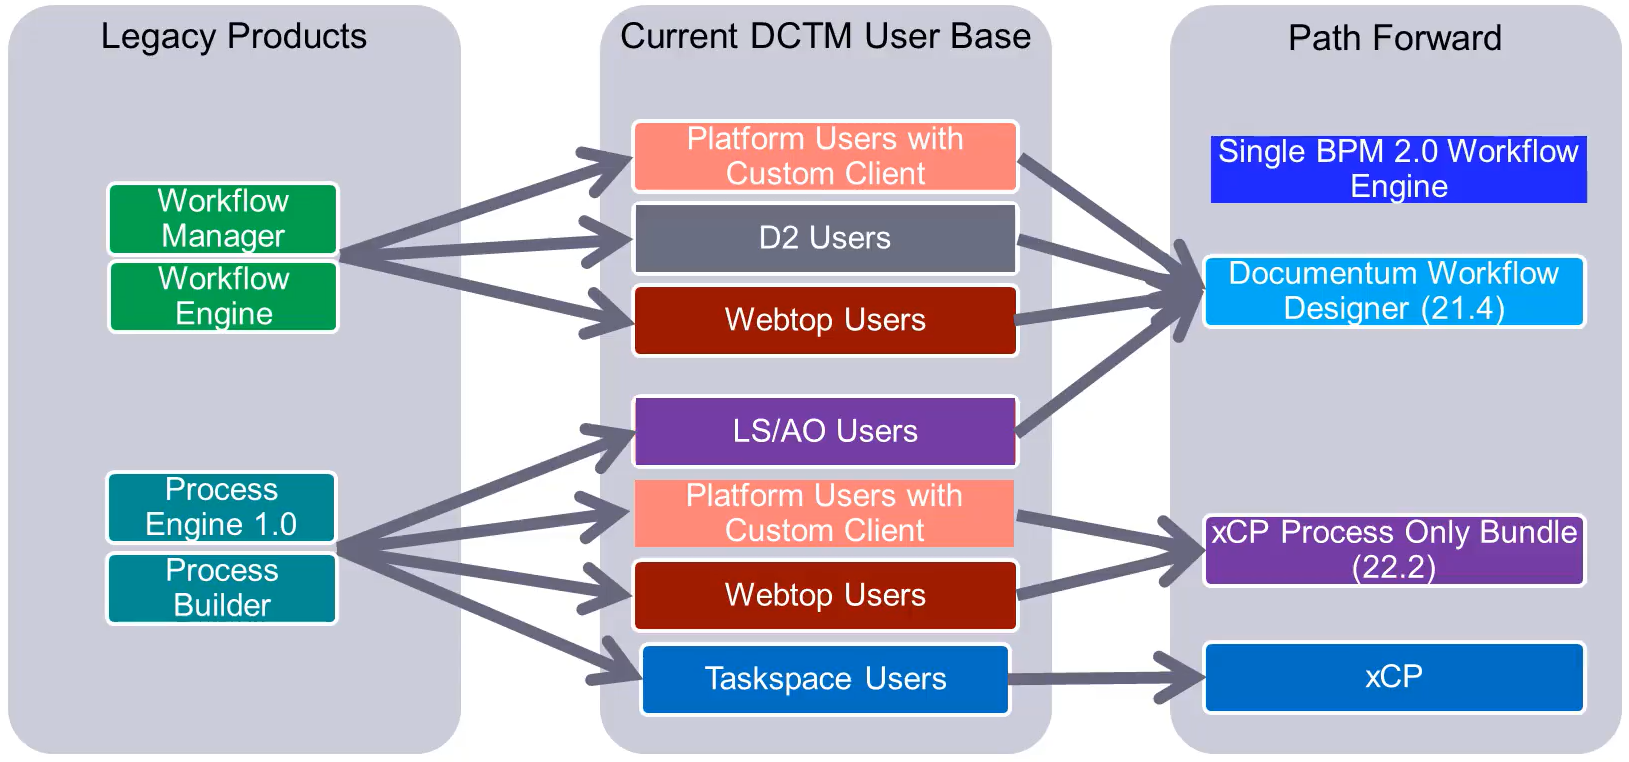 Legacy Products
Workflow
Manager
Workflow
Engine
Process
Engine 1.0
Process
Builder
Current DCTM User Base
Platform Users with
Custom Client
D2 Users
Webtop Users
LS/AO Users
Platform Users with
Custom Client
Webtop Users
Taskspace Users
Path Forward
Single BPM 2.0 Workflow
Engine
Documentum Workflow
Designer (21.4)
xCP Process Only Bundle
(22.2)
xCP